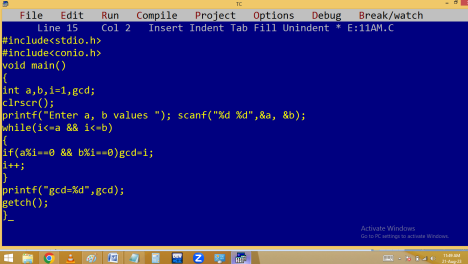 TC
File Edit Run Compile Project Options Debug Break/watch
Line 15 Col 2 Insert Indent Tab Fill Unindent * E:11AM.C
#include<stdio.h>
#include<conio.h>
void main()
{
int a,b,i=1,gcd;
clrscr();
printf("Enter a, b values "); scanf("%d %d",&a, &b);
while(i<=a && i<=b)
{
if(a%i==0 && b%i==0)gcd=i;
i++;
}
printf("gcd=%d",gcd);
getch();
}_
Activate Windows
Go to PC settings to activate Windows.